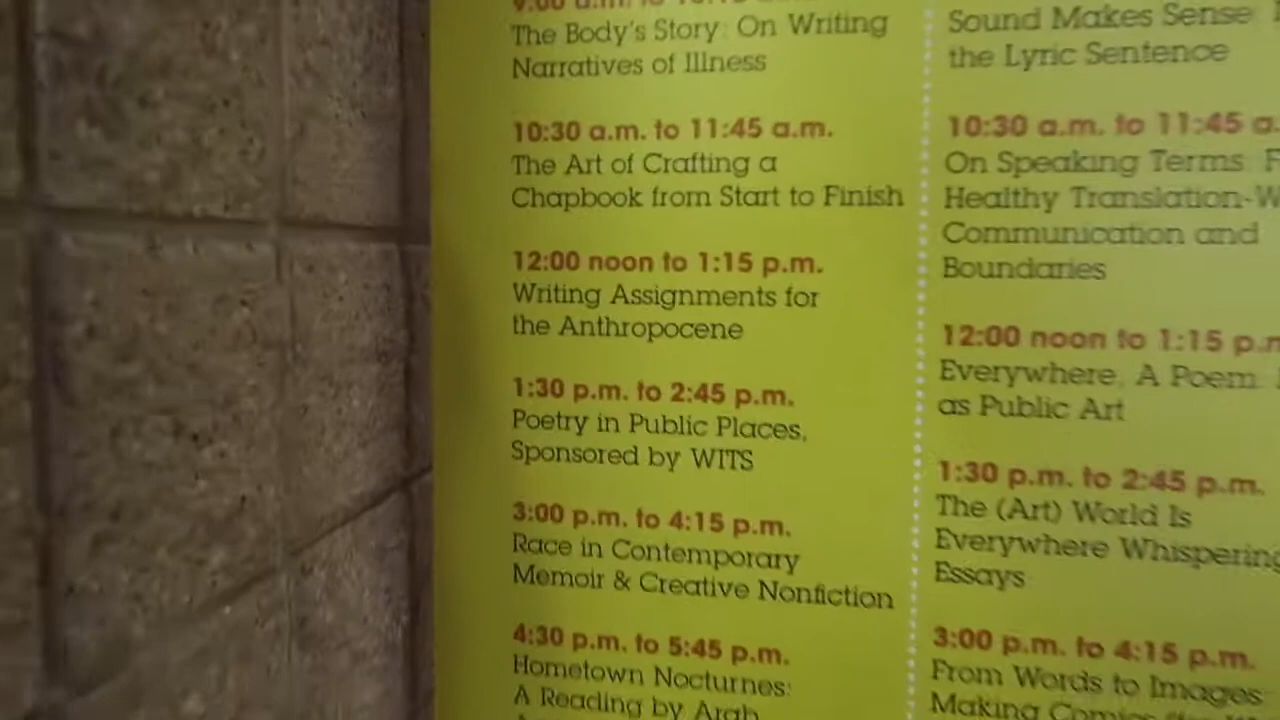 The Body's Story: On Writing
Narratives of Illness
10:30 a.m. to 11:45 a.m.
The Art of Crafting a
Chapbook from Start to Finish
12:00 noon to 1:15 p.m.
Writing Assignments for
the Anthropocene
1:30 p.m. to 2:45 p.m.
Poetry in Public Places,
Sponsored by WITS
3:00 p.m. to 4:15 p.m.
Race in Contemporary
Memoir & Creative Nonfiction
4:30 p.m. to 5:45 p.m.
Hometown Nocturnes:
A Reading by Arab
Sound Makes Sense
the Lyric Sentence
10:30 a.m. to 11:45 a.
On Speaking Terms:
Healthy Translation-W
Communication and
Boundaries
12:00 noon to 1:15 p.m
Everywhere, A Poem:
as Public Art
1:30 p.m. to 2:45 p.m.
The (Art) World Is
Everywhere Whispering
Essays
3:00 p.m. to 4:15 p.m.
From Words to Images:
Making Comics